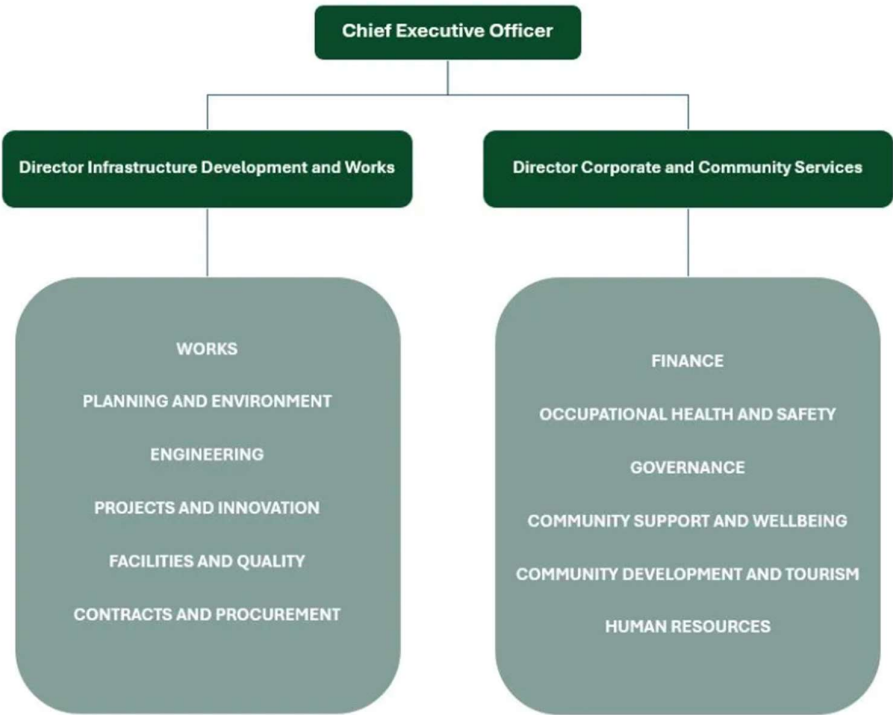 Chief Executive Officer
Director Infrastructure Development and Works
Director Corporate and Community Services
WORKS
PLANNING AND ENVIRONMENT
ENGINEERING
PROJECTS AND INNOVATION
FACILITIES AND QUALITY
CONTRACTS AND PROCUREMENT
FINANCE
OCCUPATIONAL HEALTH AND SAFETY
GOVERNANCE
COMMUNITY SUPPORT AND WELLBEING
COMMUNITY DEVELOPMENT AND TOURISM
HUMAN RESOURCES